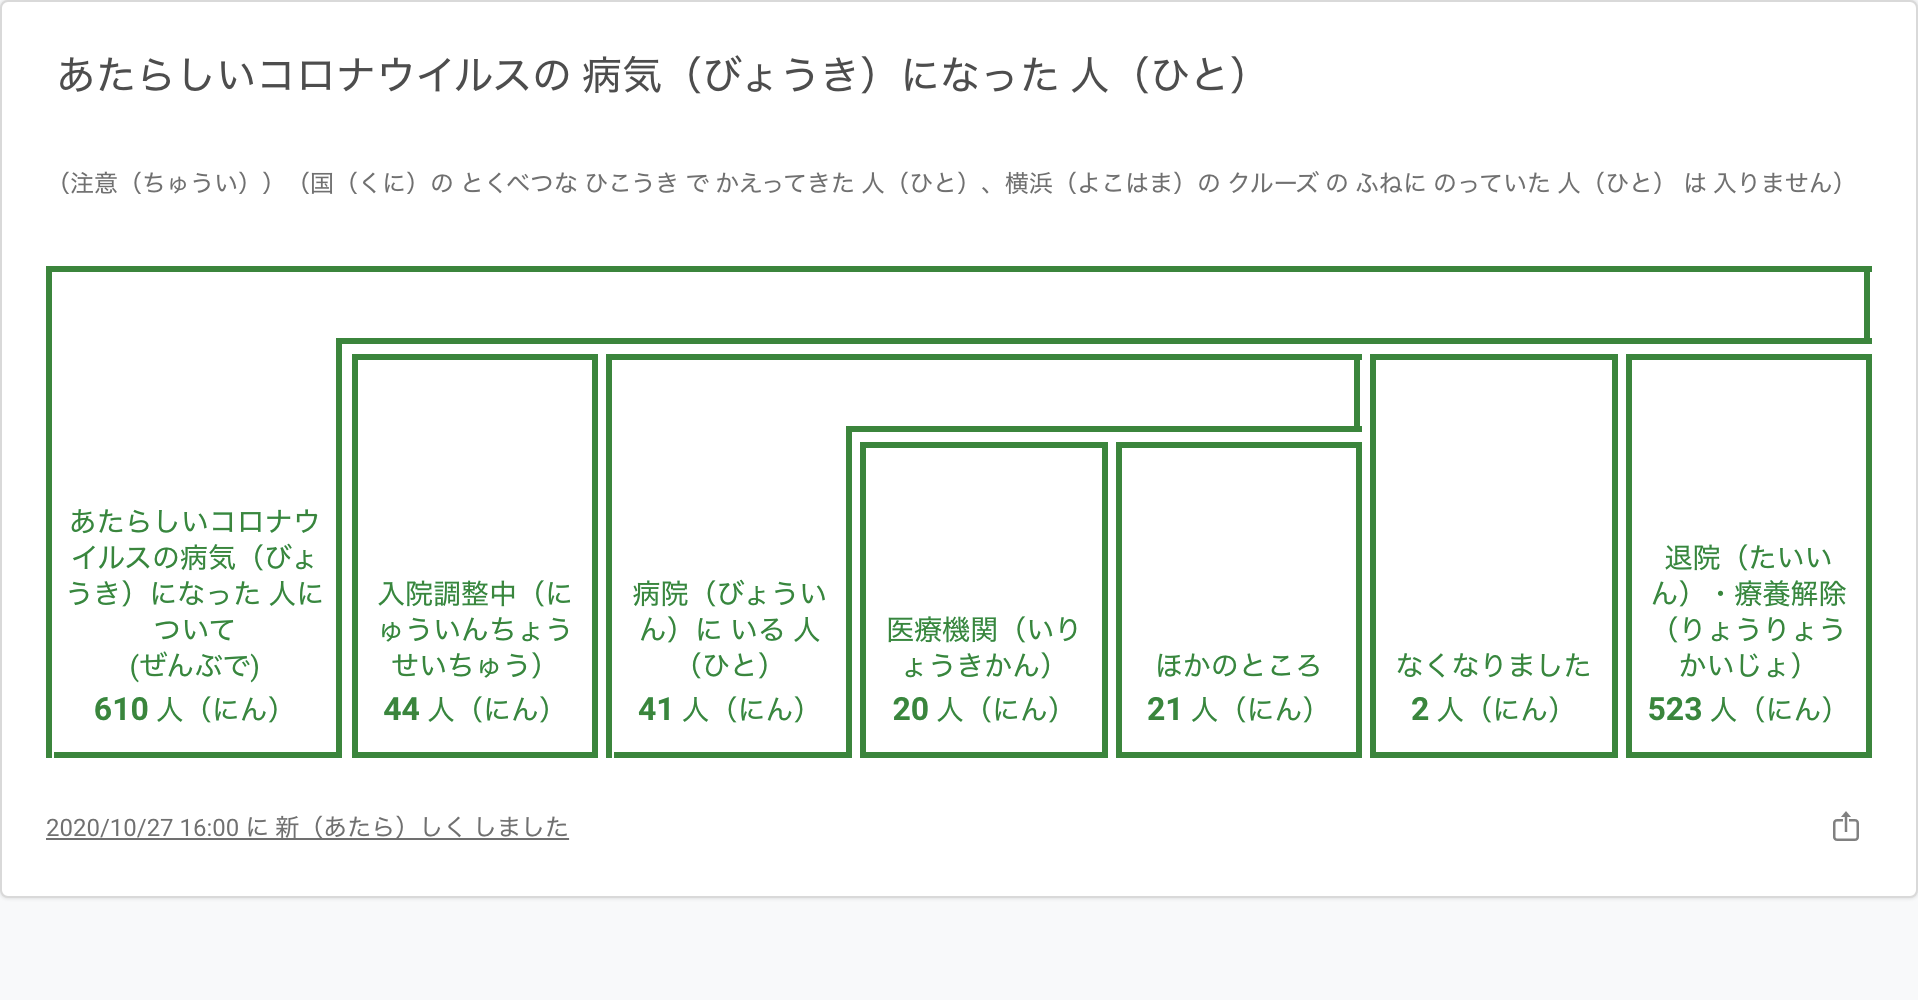 あたらしいコロナウイルスの 病気（びょうき）になった 人（ひと）
（注意（ちゅうい））（国（くに）の とくべつな ひこうき で かえってきた 人（ひと）、横浜（よこはま）の クルーズ の ふねに のっていた 人（ひと） は 入りません）
あたらしいコロナウ
イルスの病気（びょ
うき）になった 人に
ついて
(ぜんぶで)
610 人（にん）
入院調整中（に
ゅういんちょう
せいちゅう）
44 人（にん）
病院（びょうい
ん）に いる 人
（ひと）
41 人（にん）
医療機関（いり
ょうきかん）
20 人（にん）
ほかのところ
21 人（にん）
なくなりました
2 人（にん）
退院（たいい
ん）・療養解除
（りょうりょう
かいじょ）
523 人（にん）
2020/10/27 16:00 に 新（あたら）しく しました